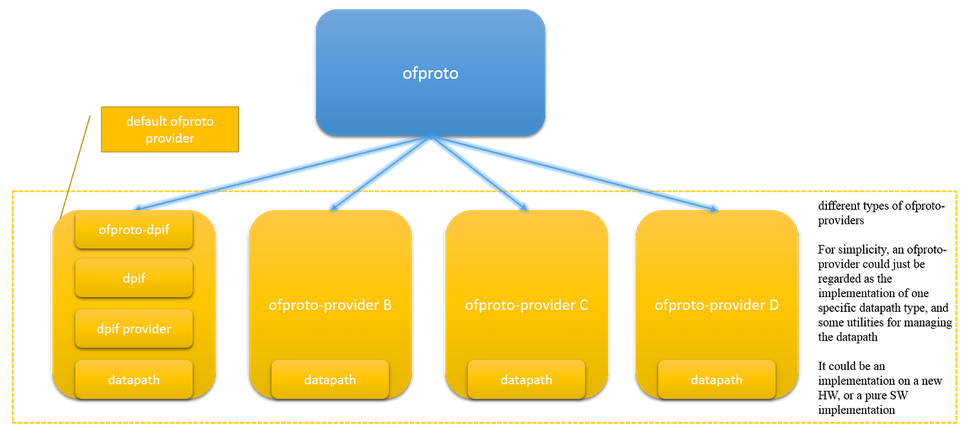 ofproto
default ofproto
provider
ofproto-dpif
dpif
dpif provider
datapath
ofproto-provider B
datapath
ofproto-provider C
datapath
ofproto-provider D
datapath
different types of ofproto-
providers
For simplicity, an ofproto-
provider could just be
regarded as the
implementation of one
specific datapath type, and
some utilities for managing
the datapath
It could be an
implementation on a new
HW, or a pure SW
implementation